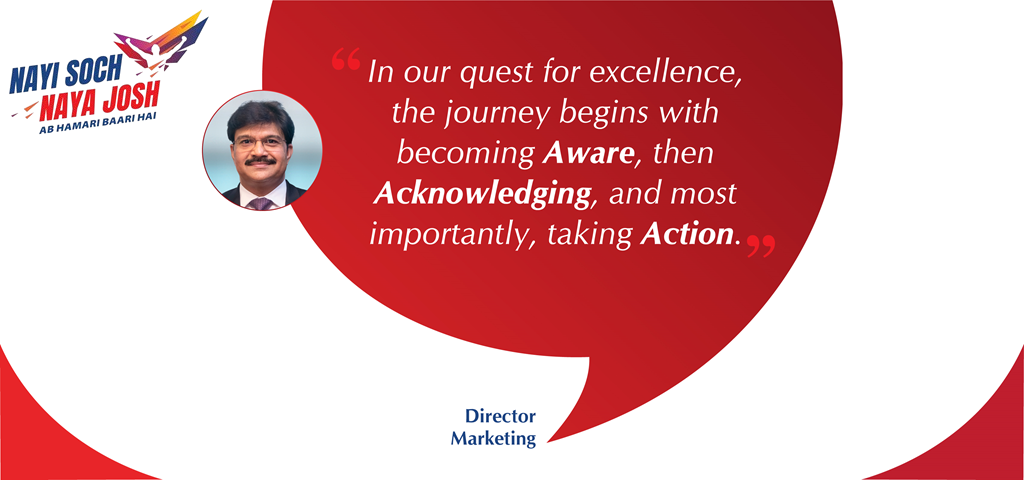 NAYI SOCH
NAYA JOSH
AB HAMARI BAARI HAI
“ In our quest for excellence,
the journey begins with
becoming Aware, then
Acknowledging, and most
importantly, taking Action. ”
Director
Marketing